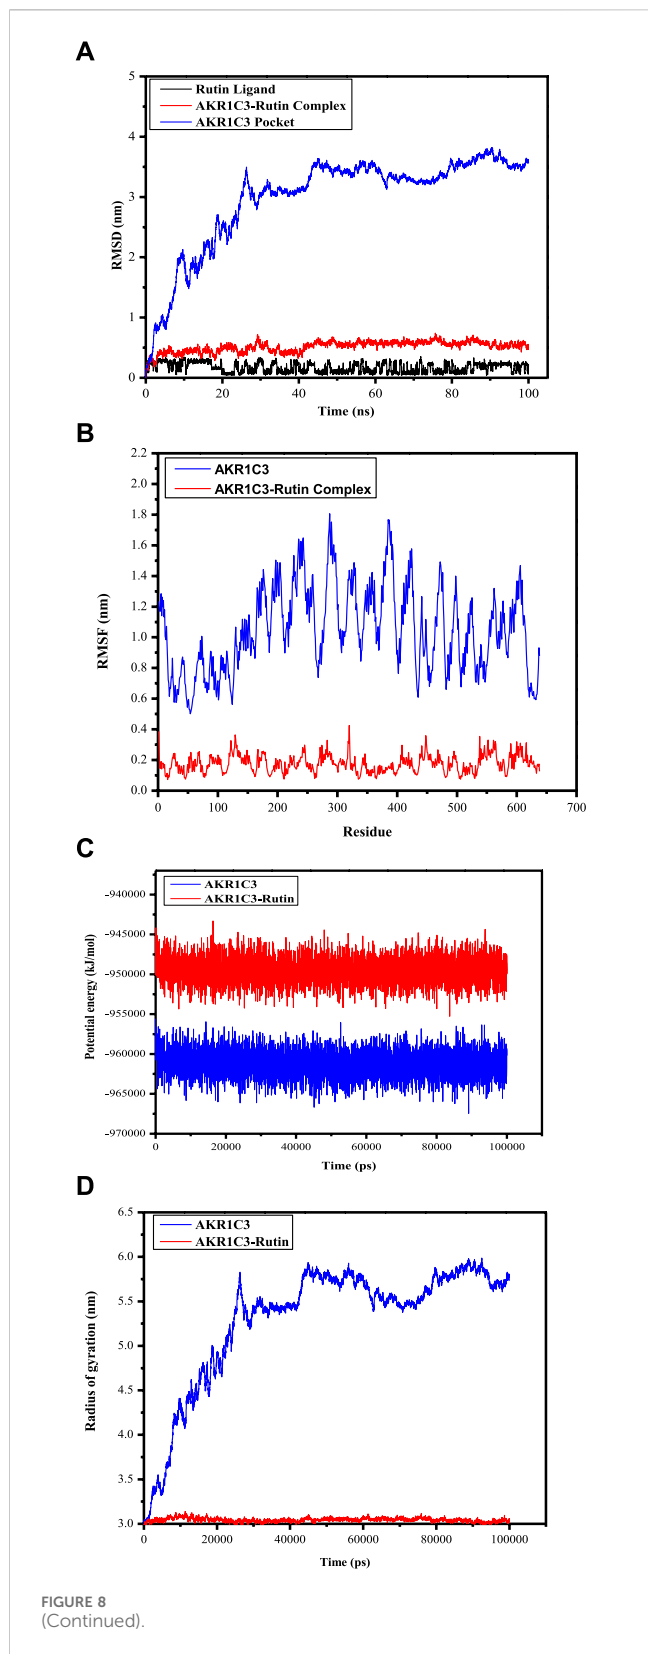 A
5
4
3
2
1
0
RMSD (nm)
Rutin Ligand
AKR1C3-Rutin Complex
AKR1C3 Pocket
0 20 40 60 80 100
Time (ns)
B
2.2
2.0
1.8
1.6
1.4
1.2
1.0
0.8
0.6
0.4
0.2
0.0
RMSF (nm)
AKR1C3
AKR1C3-Rutin Complex
0 100 200 300 400 500 600 700
Residue
C
-940000
-945000
-950000
-955000
-960000
-965000
-970000
Potential energy (kJ/mol)
AKR1C3
AKR1C3-Rutin
0 20000 40000 60000 80000 100000
Time (ps)
D
6.5
6.0
5.5
5.0
4.5
4.0
3.5
3.0
Radius of gyration (nm)
AKR1C3
AKR1C3-Rutin
0 20000 40000 60000 80000 100000
Time (ps)
FIGURE 8
(Continued).